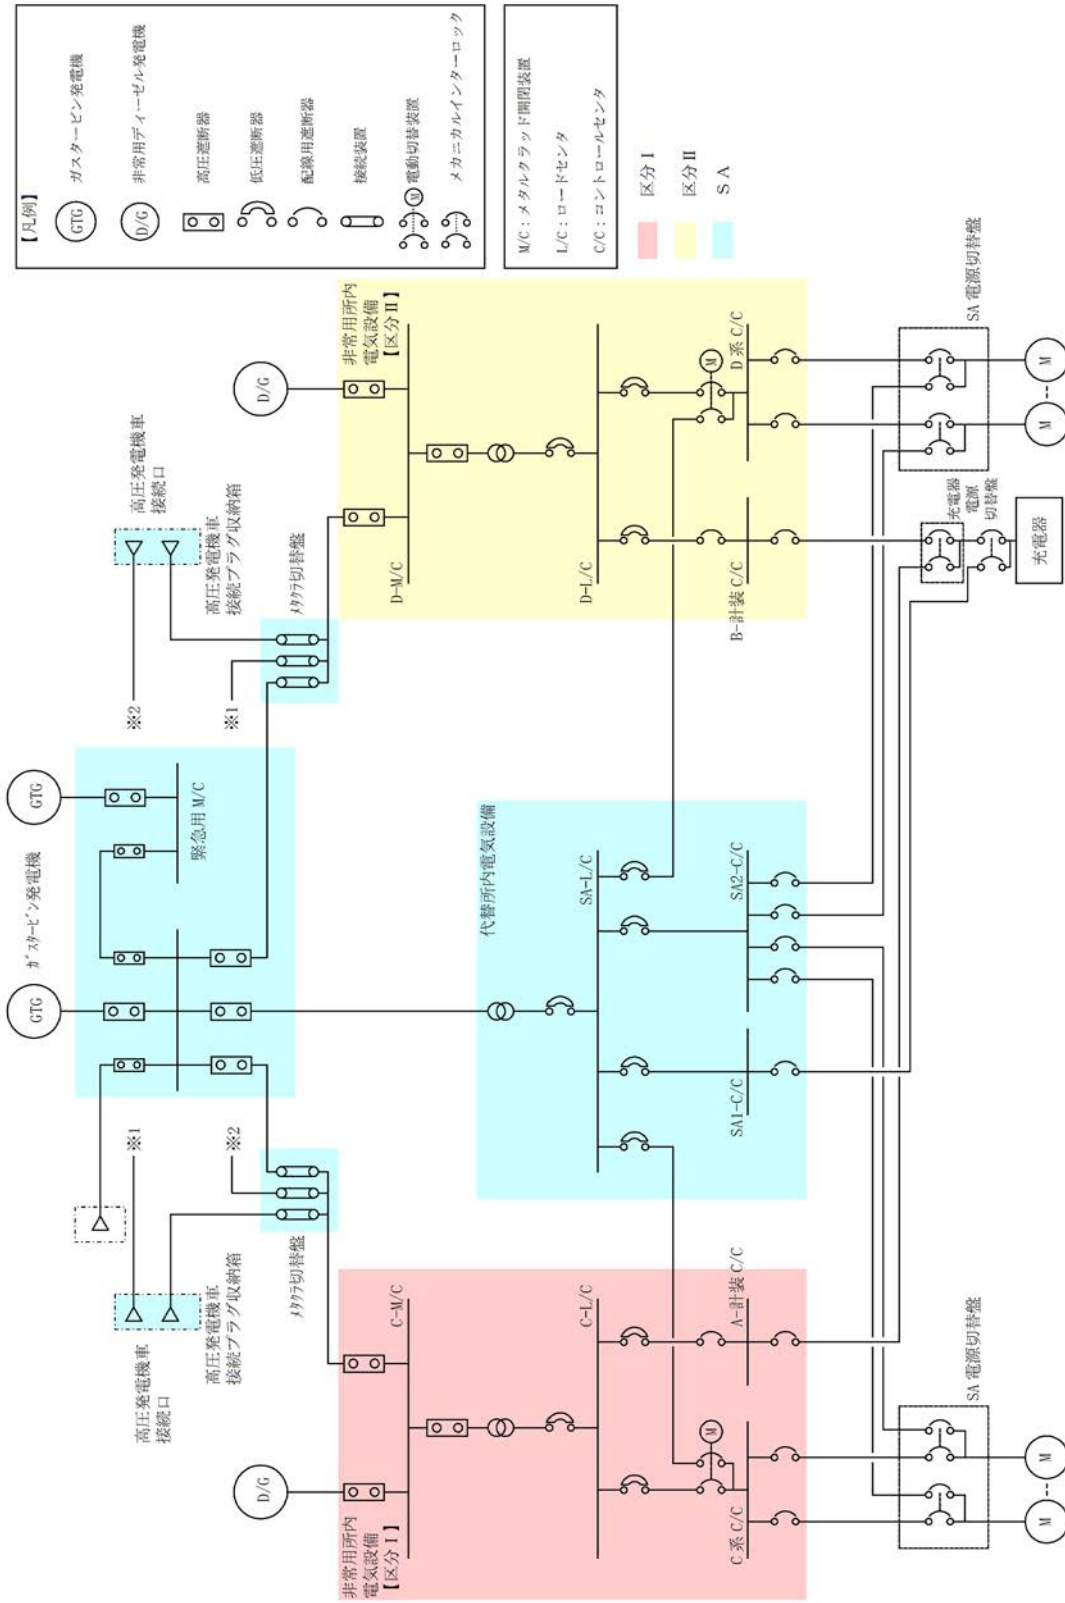 【凡例】
GTG
ガスタービン発電機
D/G
非常用ディーゼル発電機
高圧遮断器
低圧遮断器
配線用遮断器
接続装置
M
電動切替装置
メカニカルインターロック
M/C：メタルクラッド開閉装置
L/C：ロードセンタ
C/C：コントロールセンタ
区分Ⅰ
区分Ⅱ
ＳＡ
ガスタービン発電機
GTG
GTG
緊急用 M/C
高圧発電機車
接続口
※1
※2
高圧発電機車
接続プラグ収納箱
メタクラ切替盤
高圧発電機車
接続口
※2
※1
高圧発電機車
接続プラグ収納箱
メタクラ切替盤
D/G
非常用所内
電気設備
【区分Ⅰ】
C-M/C
C-L/C
M
C 系 C/C
A-計装 C/C
代替所内電気設備
SA-L/C
SA1-C/C
SA2-C/C
D/G
非常用所内
電気設備
【区分Ⅱ】
D-M/C
D-L/C
M
B-計装 C/C
D 系 C/C
SA 電源切替盤
M
M
充電器
電源
切替盤
充電器
SA 電源切替盤
M
M